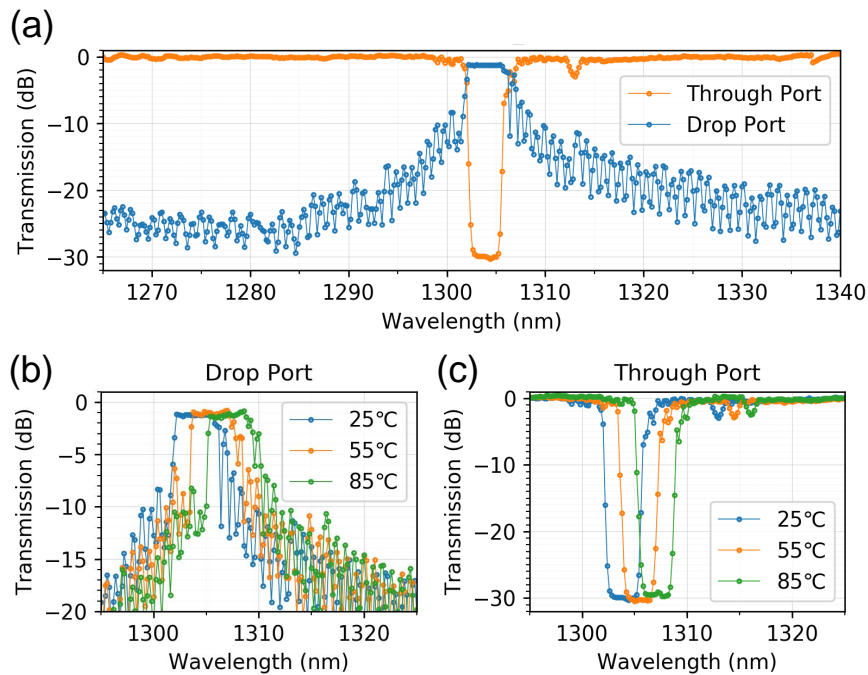 (a)
0
−10
−20
−30
Transmission (dB)
Through Port
Drop Port
1270 1280 1290 1300 1310 1320 1330 1340
Wavelength (nm)
(b)
Drop Port
0
−5
−10
−15
−20
Transmission (dB)
25℃
55℃
85℃
1300 1310 1320
Wavelength (nm)
(c)
Through Port
0
−10
−20
−30
Transmission (dB)
25℃
55℃
85℃
1300 1310 1320
Wavelength (nm)